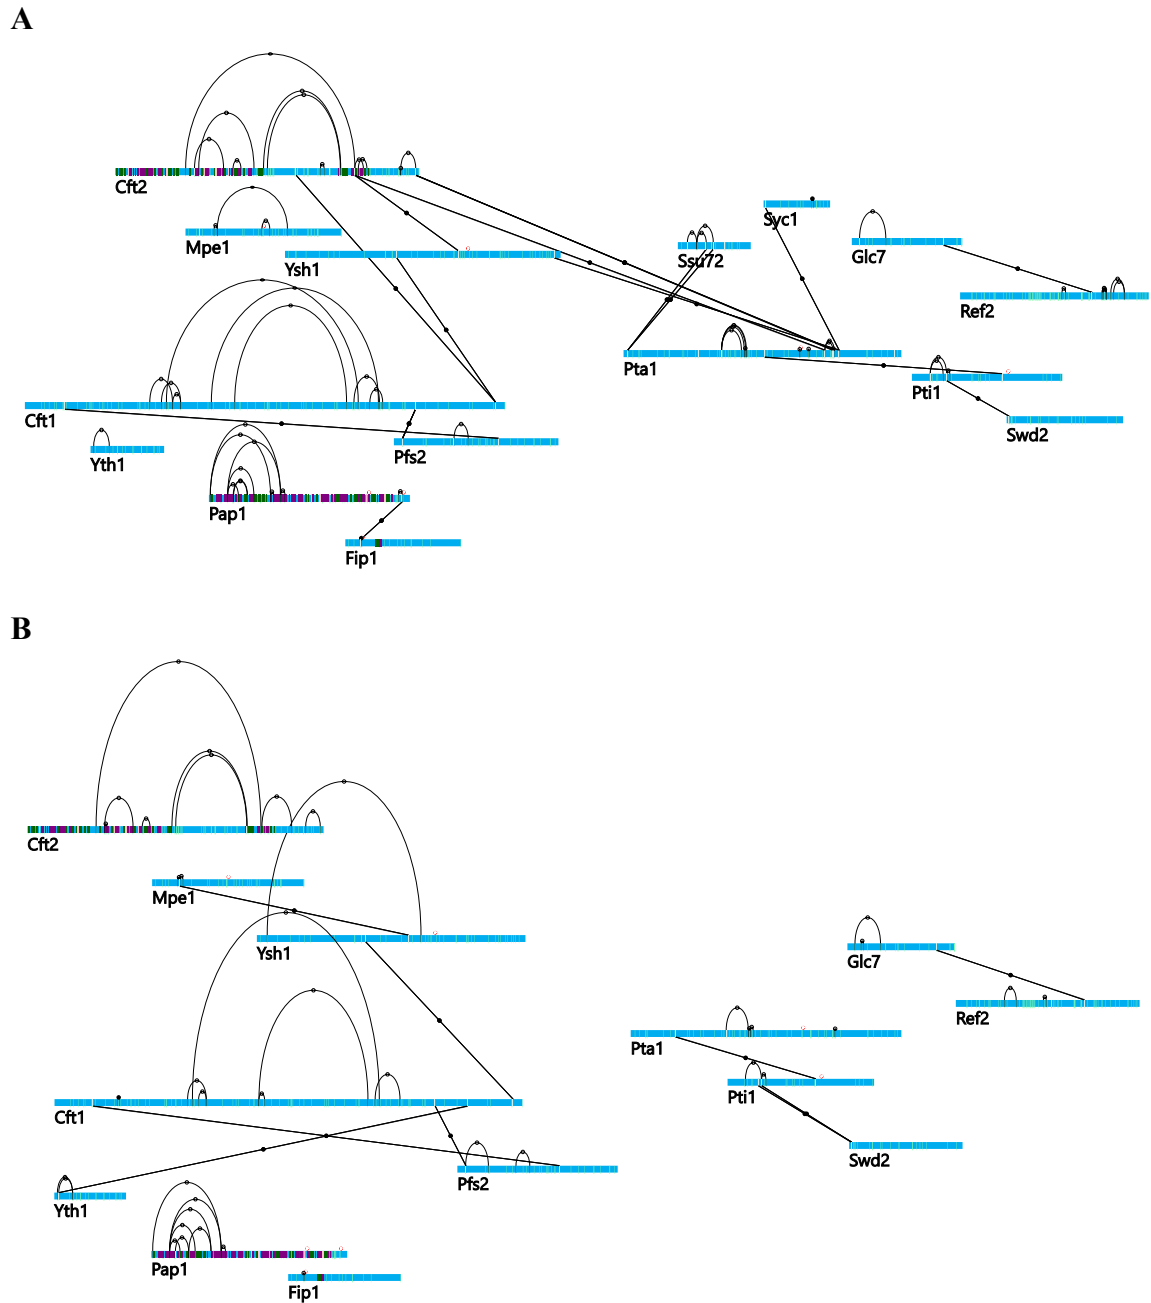 A
Cft2
Mpe1
Ysh1
Syc1
Ssu72
Glc7
Ref2
Pta1
Pti1
Swd2
Cft1
Yth1
Pfs2
Pap1
Fip1
B
Cft2
Mpe1
Ysh1
Glc7
Ref2
Pta1
Pti1
Cft1
Swd2
Pfs2
Yth1
Pap1
Fip1